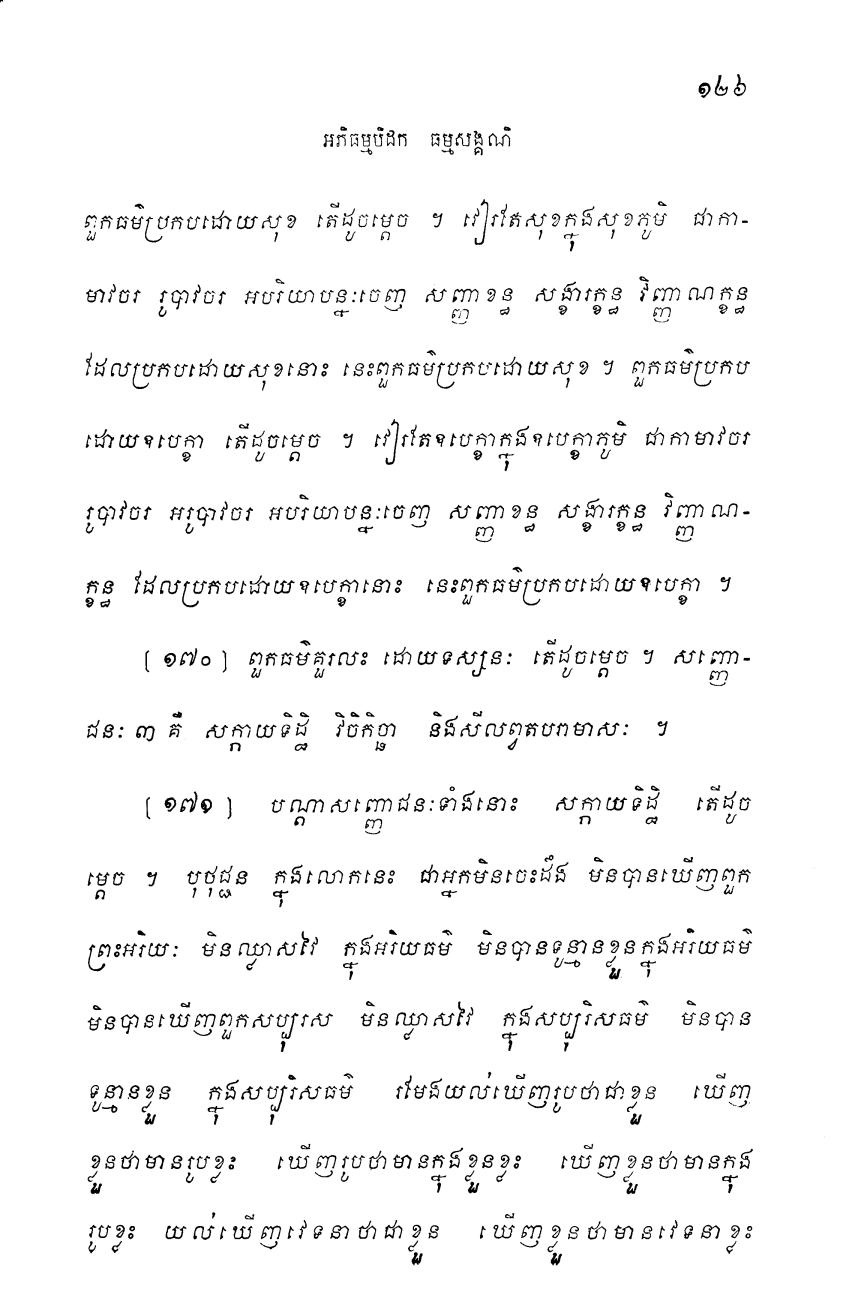 ១២៦
អភិធម្មបិដក ធម្មសង្គណិ
ពួកធម៌ប្រកបដោយសុខ តើដូចម្តេច ។ វៀរតែសុខក្នុងសុខភូមិ ជាកា-
មាវចរ រូបាវចរ អបរិយាបន្នៈចេញ សញ្ញាខន្ធ សង្ខារក្ខន្ធ វិញ្ញាណក្ខន្ធ
ដែលប្រកបដោយសុខនោះ នេះពួកធម៌ប្រកបដោយសុខ ។ ពួកធម៌ប្រកប
ដោយឧបេក្ខា តើដូចម្តេច ។ វៀរតែឧបេក្ខាក្នុងឧបេក្ខាភូមិ ជាកាមាវចរ
រូបាវចរ អរូបាវចរ អបរិយាបន្នៈចេញ សញ្ញាខន្ធ សង្ខារក្ខន្ធ វិញ្ញាណ-
ក្ខន្ធ ដែលប្រកបដោយឧបេក្ខានោះ នេះពួកធម៌ប្រកបដោយឧបេក្ខា ។
[ ១៧០ ] ពួកធម៌គួរលះ ដោយទស្សនៈ តើដូចម្តេច ។ សញ្ញោ-
ជនៈ ៣ គឺ សក្កាយទិដ្ឋិ វិចិកិច្ឆា និងសីលព្វតបរាមាសៈ ។
[ ១៧១ ] បណ្តាសញ្ញោជនៈទាំងនោះ សក្កាយទិដ្ឋិ តើដូច
ម្តេច ។ បុថុជ្ជន ក្នុងលោកនេះ ជាអ្នកមិនចេះដឹង មិនបានឃើញពួក
ព្រះអរិយៈ មិនឈ្លាសវៃ ក្នុងអរិយធម៌ មិនបានទូន្មានខ្លួនក្នុងអរិយធម៌
មិនបានឃើញពួកសប្បុរស មិនឈ្លាសវៃ ក្នុងសប្បុរិសធម៌ មិនបាន
ទូន្មានខ្លួន ក្នុងសប្បុរិសធម៌ រមែងយល់ឃើញរូបថាជាខ្លួន ឃើញ
ខ្លួនថាមានរូបខ្លះ ឃើញរូបថាមានក្នុងខ្លួនខ្លះ ឃើញខ្លួនថាមានក្នុង
រូបខ្លះ យល់ឃើញវេទនាថាជាខ្លួន ឃើញខ្លួនថាមានវេទនាខ្លះ